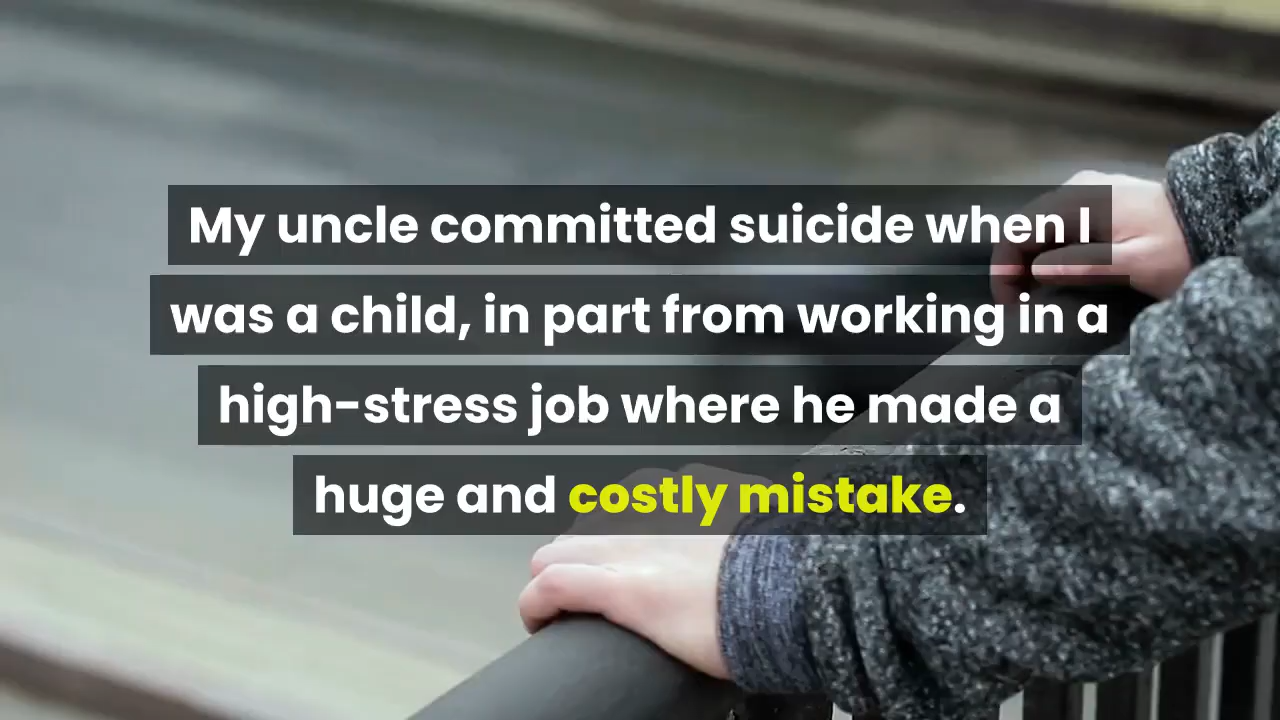 My uncle committed suicide when I
was a child, in part from working in a
high-stress job where he made a
huge and costly mistake.